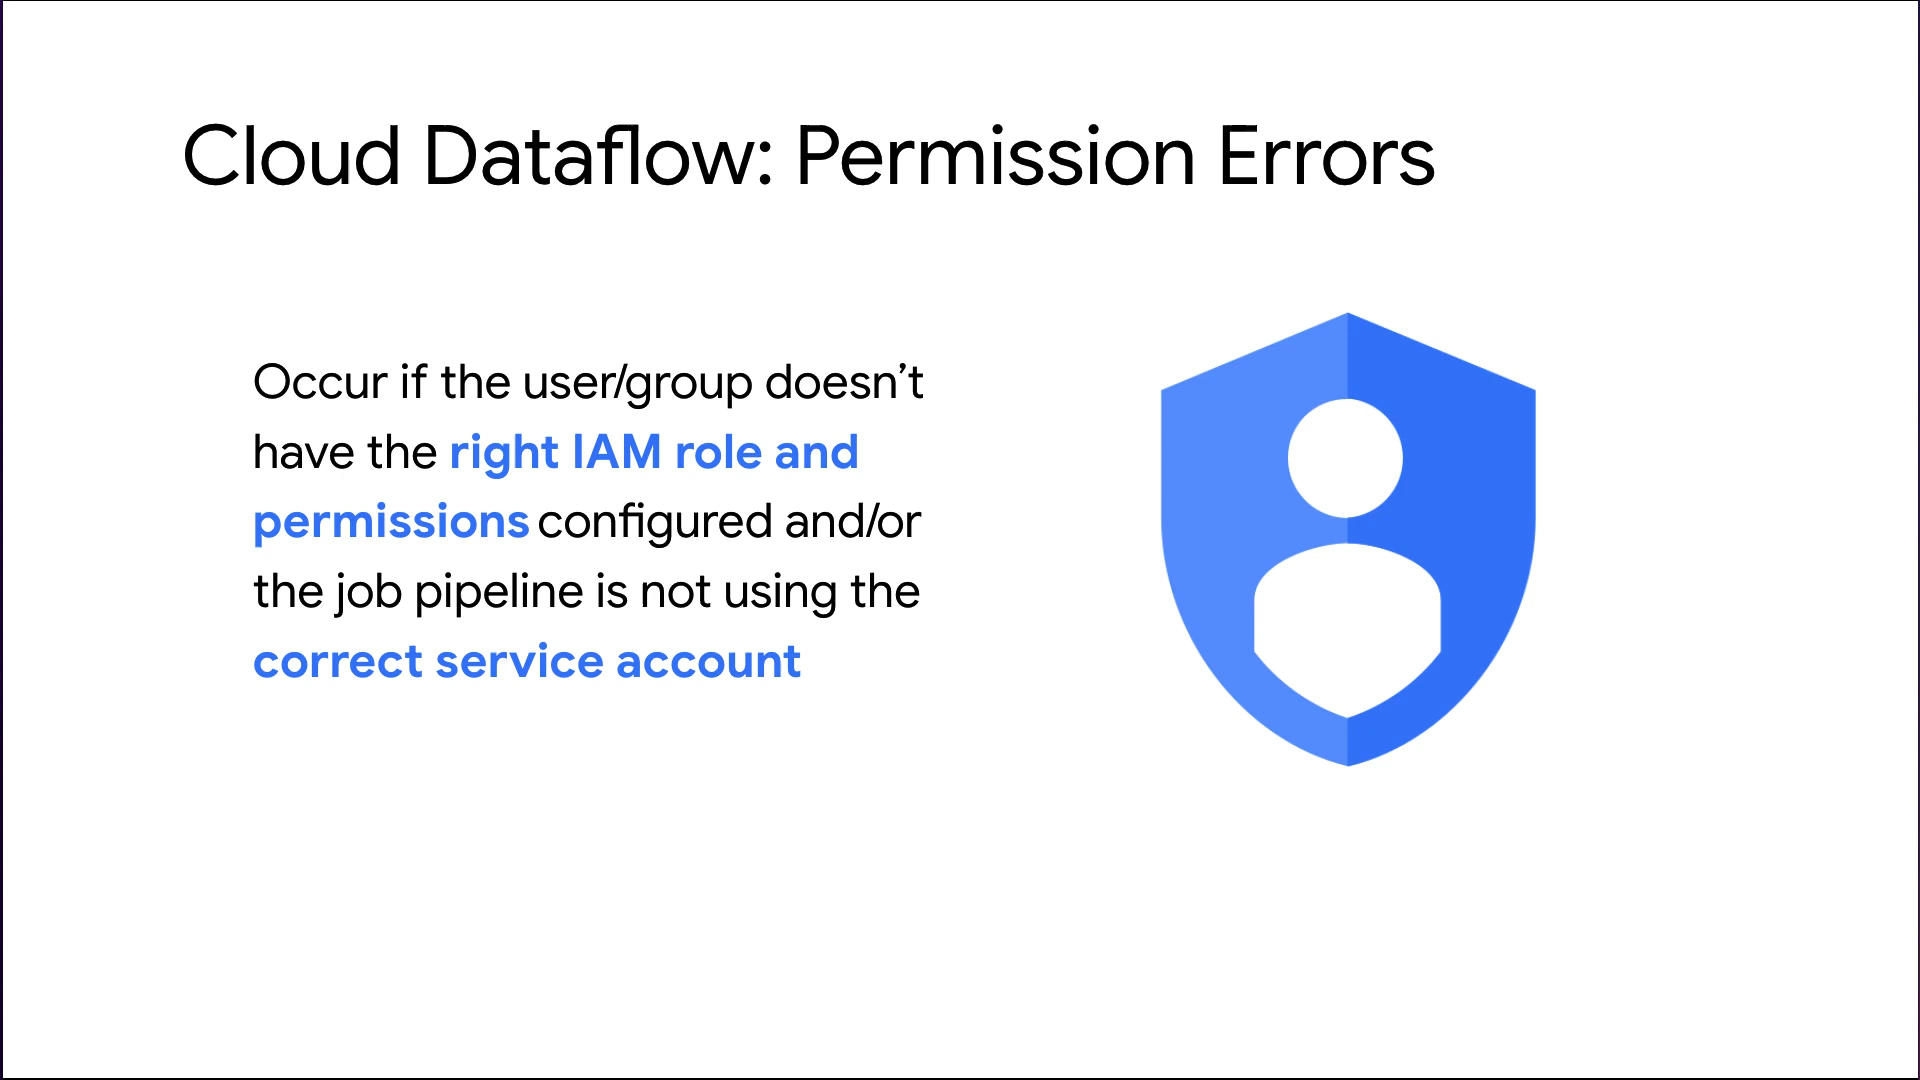 Cloud Dataflow: Permission Errors
Occur if the user/group doesn’t
have the right IAM role and
permissions configured and/or
the job pipeline is not using the
correct service account